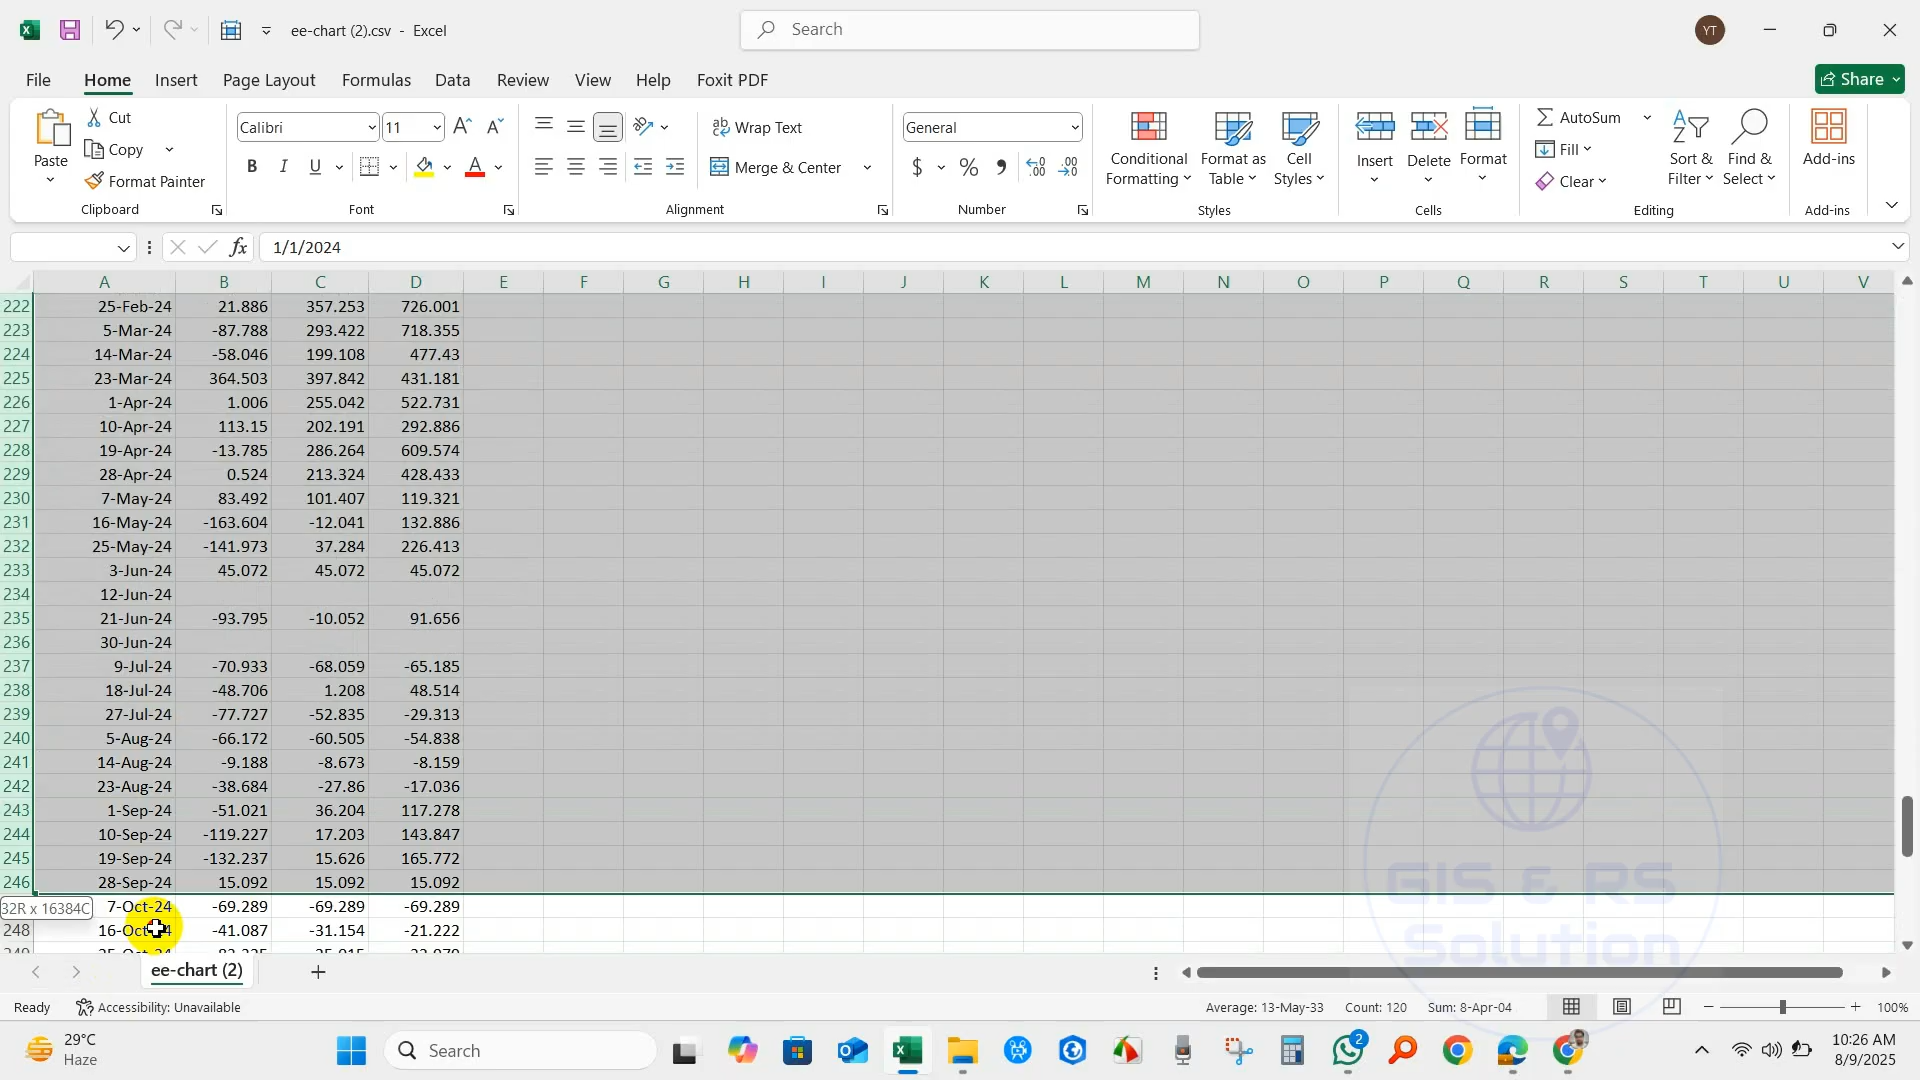 ee-chart (2).csv - Excel
Search
YT
File Home Insert Page Layout Formulas Data Review View Help Foxit PDF
Share
Paste
Cut
Copy
Format Painter
Clipboard
Calibri 11
B I U
Font
Wrap Text
Merge & Center
Alignment
General
$ % ,
Number
Conditional Formatting
Format as Table
Cell Styles
Styles
Insert Delete Format
Cells
AutoSum
Fill
Clear
Sort & Filter
Find & Select
Editing
Add-ins
Add-ins
fx 1/1/2024
A B C D E F G H I J K L M N O P Q R S T U V
222 25-Feb-24 21.886 357.253 726.001
223 5-Mar-24 -87.788 293.422 718.355
224 14-Mar-24 -58.046 199.108 477.43
225 23-Mar-24 364.503 397.842 431.181
226 1-Apr-24 1.006 255.042 522.731
227 10-Apr-24 113.15 202.191 292.886
228 19-Apr-24 -13.785 286.264 609.574
229 28-Apr-24 0.524 213.324 428.433
230 7-May-24 83.492 101.407 119.321
231 16-May-24 -163.604 -12.041 132.886
232 25-May-24 -141.973 37.284 226.413
233 3-Jun-24 45.072 45.072 45.072
234 12-Jun-24
235 21-Jun-24 -93.795 -10.052 91.656
236 30-Jun-24
237 9-Jul-24 -70.933 -68.059 -65.185
238 18-Jul-24 -48.706 1.208 48.514
239 27-Jul-24 -77.727 -52.835 -29.313
240 5-Aug-24 -66.172 -60.505 -54.838
241 14-Aug-24 -9.188 -8.673 -8.159
242 23-Aug-24 -38.684 -27.86 -17.036
243 1-Sep-24 -51.021 36.204 117.278
244 10-Sep-24 -119.227 17.203 143.847
245 19-Sep-24 -132.237 15.626 165.772
246 28-Sep-24 15.092 15.092 15.092
32R x 16384C 7-Oct-24 -69.289 -69.289 -69.289
248 16-Oct-24 -41.087 -31.154 -21.222
GIS & RS
Solution
ee-chart (2)
Ready Accessibility: Unavailable Average: 13-May-33 Count: 120 Sum: 8-Apr-04 100%
29°C
Haze
Search
2
10:26 AM
8/9/2025